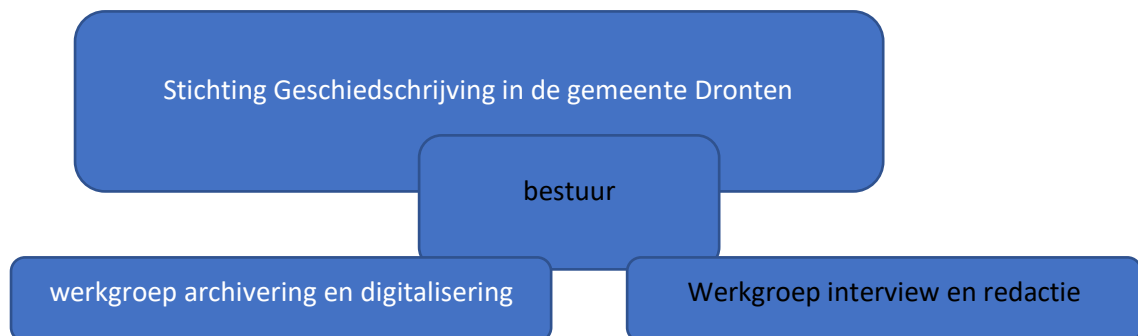 Stichting Geschiedschrijving in de gemeente Dronten
bestuur
werkgroep archivering en digitalisering
Werkgroep interview en redactie